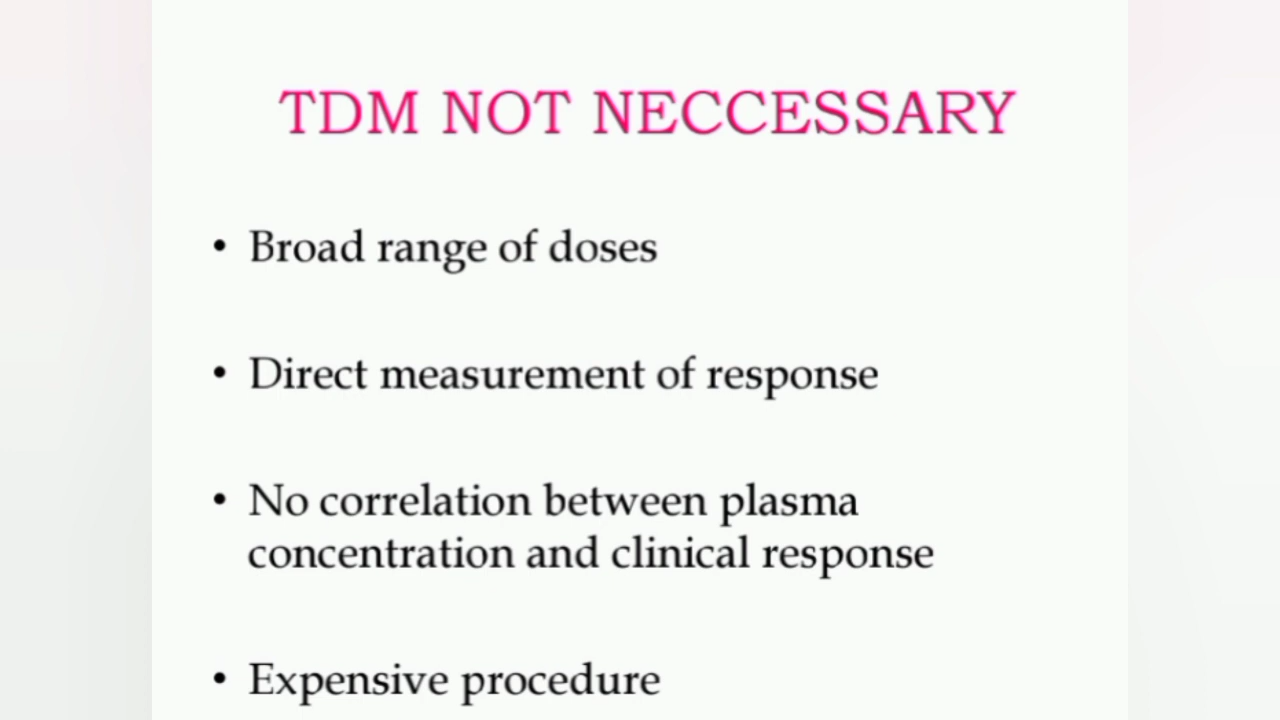 TDM NOT NECCESSARY
• Broad range of doses
• Direct measurement of response
• No correlation between plasma
concentration and clinical response
• Expensive procedure